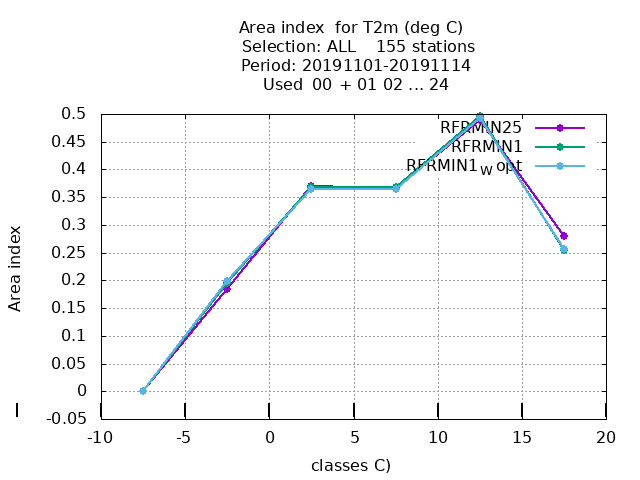 Area index  for T2m (deg C)
Selection: ALL    155 stations
Period: 20191101-20191114
Used  00 + 01 02 ... 24
0.5
0.45
0.4
0.35
0.3
0.25
0.2
0.15
0.1
0.05
0
-0.05
Area index
RFRMIN25
RFRMIN1
RFRMIN1W opt
-10
-5
0
5
10
15
20
classes C)